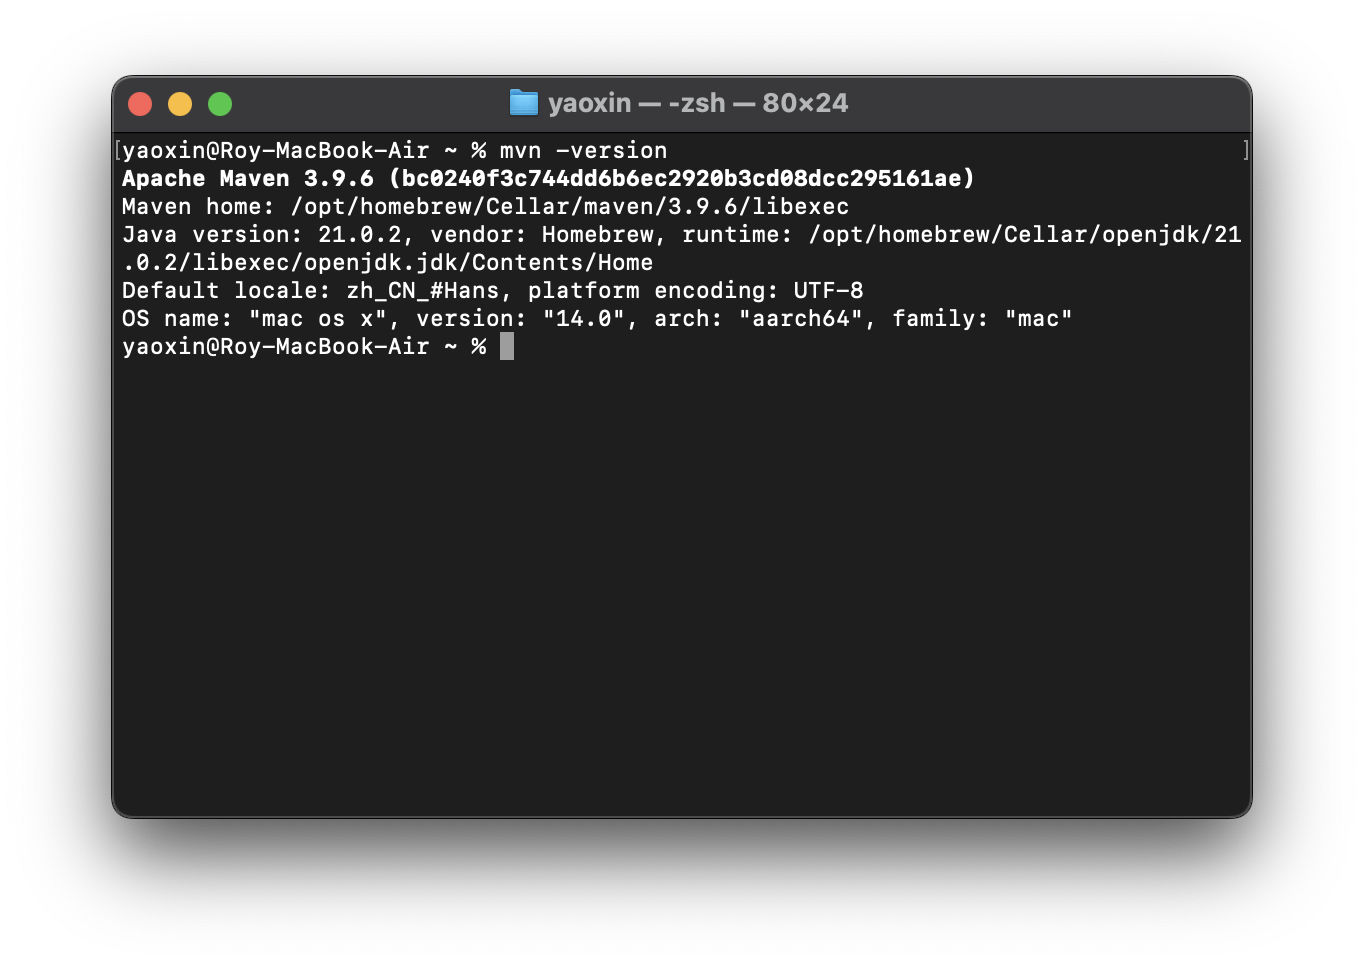 yaoxin — -zsh — 80×24
[yaoxin@Roy-MacBook-Air ~ % mvn -version ]
Apache Maven 3.9.6 (bc0240f3c744dd6b6ec2920b3cd08dcc295161ae)
Maven home: /opt/homebrew/Cellar/maven/3.9.6/libexec
Java version: 21.0.2, vendor: Homebrew, runtime: /opt/homebrew/Cellar/openjdk/21
.0.2/libexec/openjdk.jdk/Contents/Home
Default locale: zh_CN_#Hans, platform encoding: UTF-8
OS name: "mac os x", version: "14.0", arch: "aarch64", family: "mac"
yaoxin@Roy-MacBook-Air ~ %